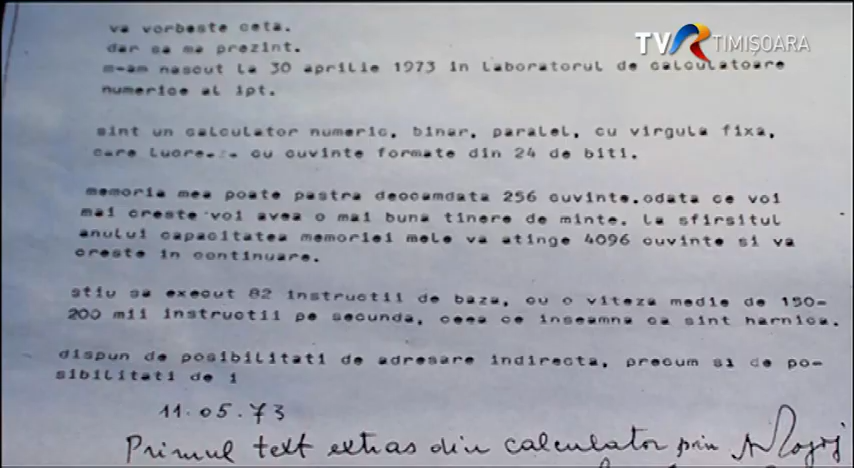 TVR TIMIȘOARA
va vorbeste ceta.
dar sa ma prezint.
m-am nascut la 30 aprilie 1973 in laboratorul de calculatoare
numerice al ipt.
sint un calculator numeric, binar, paralel, cu virgula fixa,
care cu cuvinte formate din 24 de biti.
memoria mea poate pastra deocamdata 256 cuvinte.odata ce voi
mai creste voi avea o mai buna tinere de minte. la sfirsitul
anului capacitatea memoriei mele va atinge 4096 cuvinte si va
creste in continuare.
stiu sa execut 82 instructii de baza, cu o viteza medie de 150-
200 mii instructii pe secunda, ceea ce inseamna ca sint harnica.
dispun de posibilitati de adresare indirecta, precum si de po-
sibilitati de i
11.05.73
Primul text extras din calculator prin